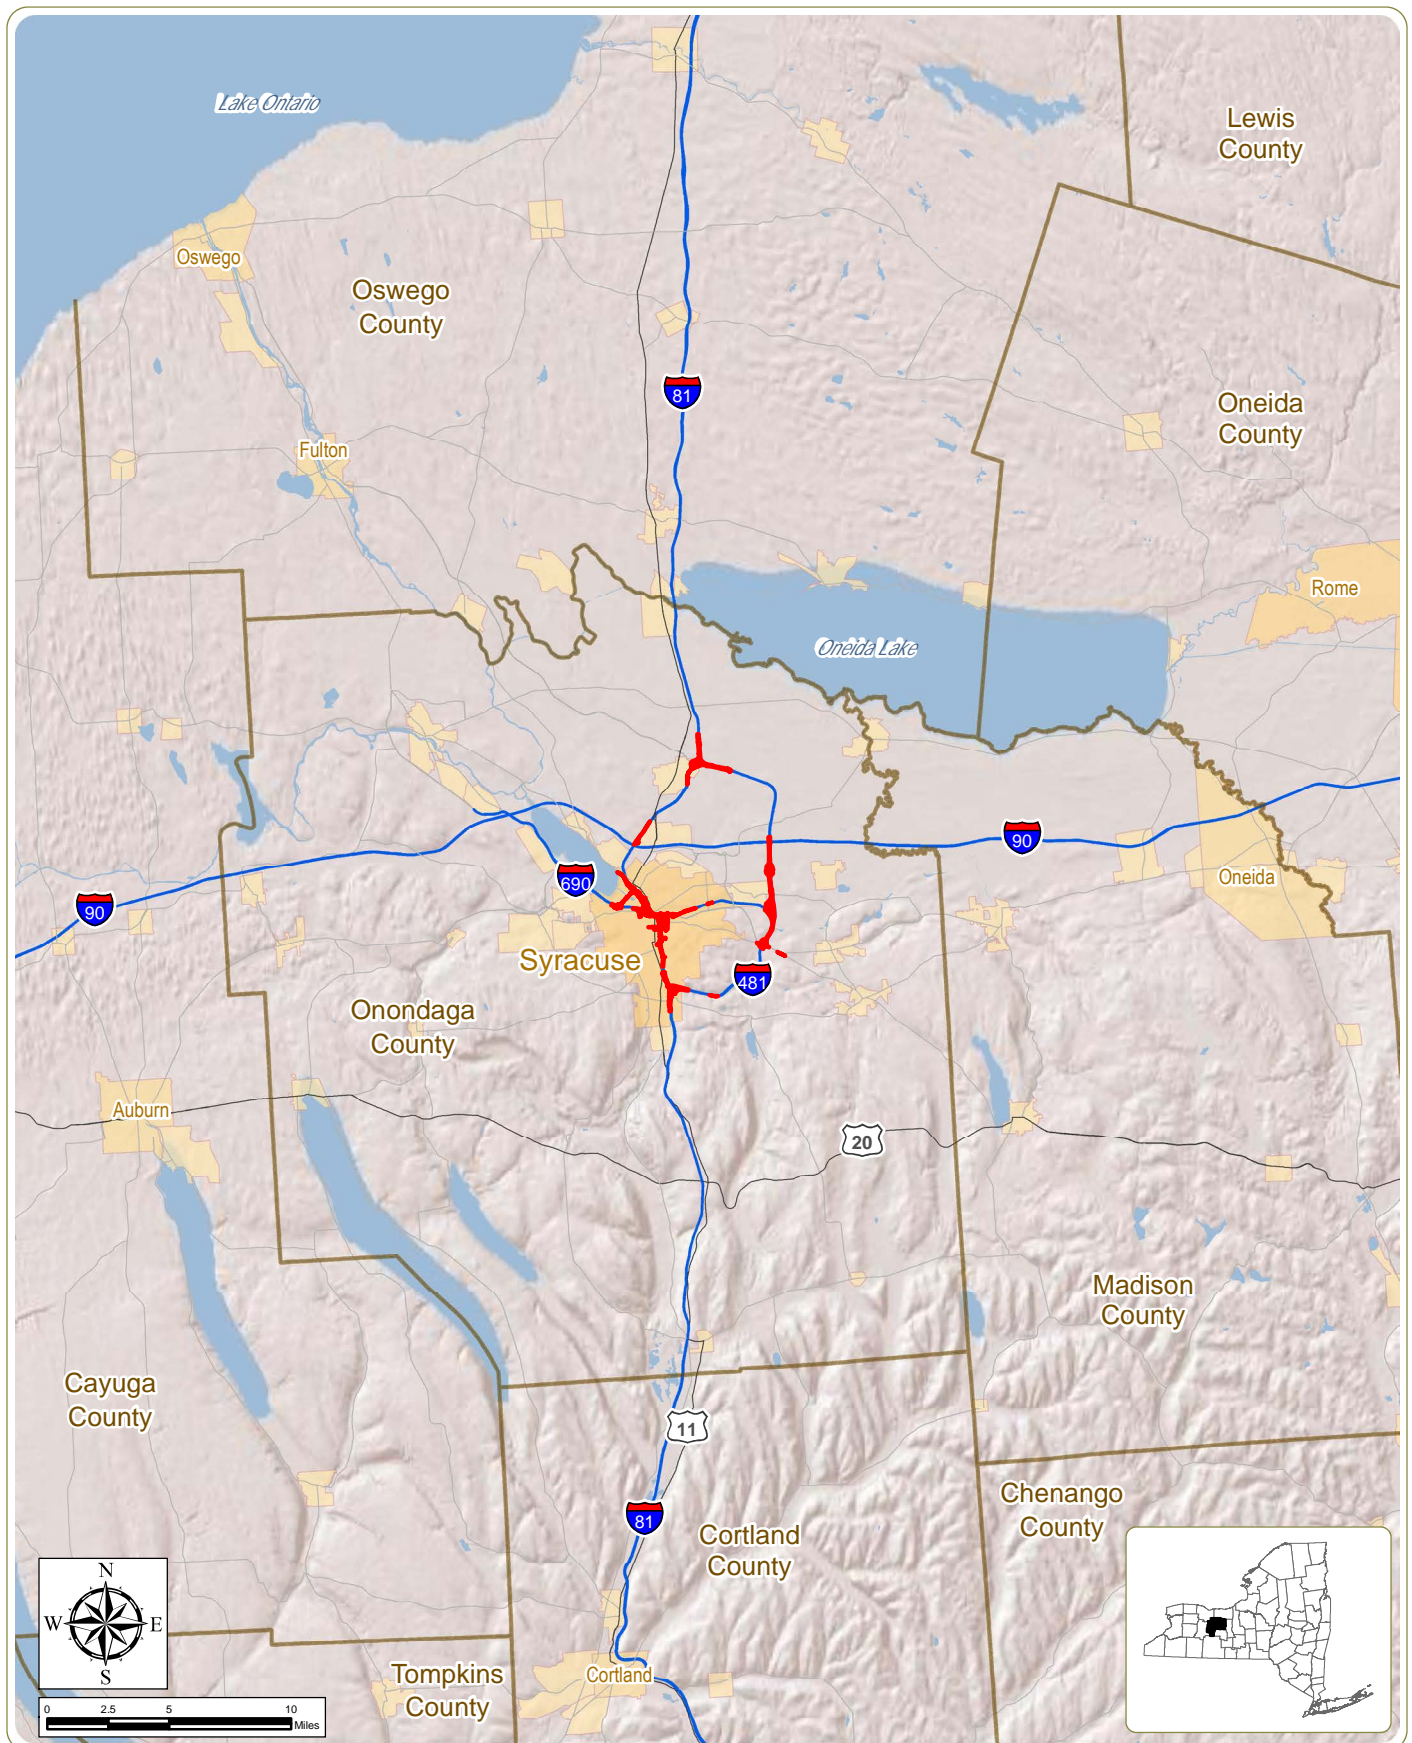 Lake Ontario
Lewis
County
Oswego
Oswego
County
81
Oneida
County
Fulton
Rome
Oneida Lake
90
690
Oneida
90
Syracuse
481
Onondaga
County
Auburn
20
Madison
County
Cayuga
County
11
Chenango
County
81
Cortland
County
N
W
E
S
Tompkins
County
Cortland
0 2.5 5 10
Miles